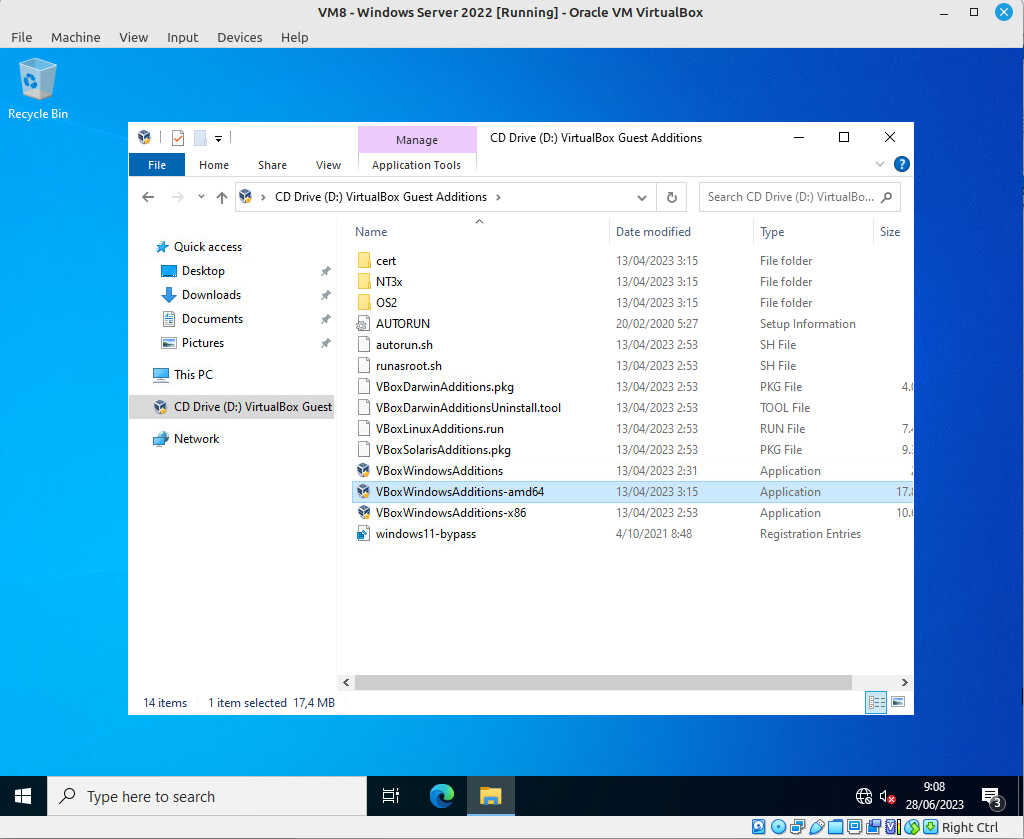 VM8 - Windows Server 2022 [Running] - Oracle VM VirtualBox
File Machine View Input Devices Help
Recycle Bin
Manage CD Drive (D:) VirtualBox Guest Additions
File Home Share View Application Tools
CD Drive (D:) VirtualBox Guest Additions Search CD Drive (D:) VirtualBo...
Name Date modified Type Size
Quick access
Desktop
Downloads
Documents
Pictures
This PC
CD Drive (D:) VirtualBox Guest
Network
cert 13/04/2023 3:15 File folder
NT3x 13/04/2023 3:15 File folder
OS2 13/04/2023 3:15 File folder
AUTORUN 20/02/2020 5:27 Setup Information
autorun.sh 13/04/2023 2:53 SH File
runasroot.sh 13/04/2023 2:53 SH File
VBoxDarwinAdditions.pkg 13/04/2023 2:53 PKG File 4.0
VBoxDarwinAdditionsUninstall.tool 13/04/2023 2:53 TOOL File
VBoxLinuxAdditions.run 13/04/2023 2:53 RUN File 7.4
VBoxSolarisAdditions.pkg 13/04/2023 2:53 PKG File 9.3
VBoxWindowsAdditions 13/04/2023 2:31 Application
VBoxWindowsAdditions-amd64 13/04/2023 3:15 Application 17.8
VBoxWindowsAdditions-x86 13/04/2023 2:53 Application 10.6
windows11-bypass 4/10/2021 8:48 Registration Entries
14 items 1 item selected 17,4 MB
Type here to search
9:08
28/06/2023
3
Right Ctrl